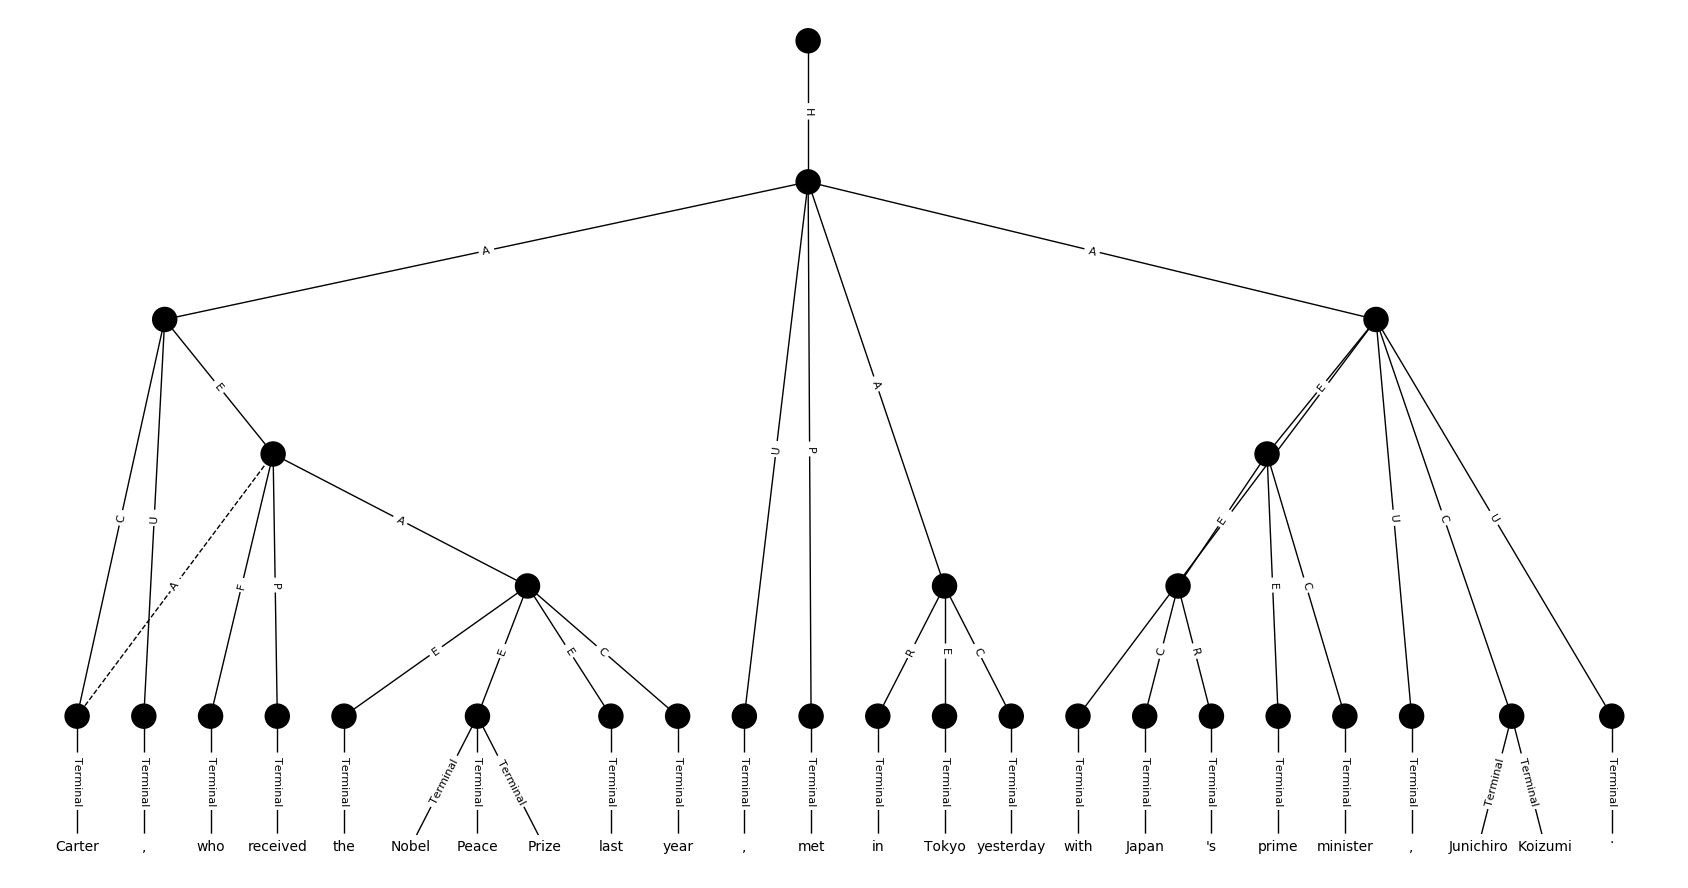 H
A A
E A E
U P
C U A E U C U
A F P E C
E E E C R E C C R
Terminal Terminal Terminal Terminal Terminal Terminal Terminal Terminal Terminal Terminal Terminal Terminal Terminal Terminal Terminal Terminal Terminal Terminal Terminal Terminal Terminal Terminal Terminal Terminal
Carter , who received the Nobel Peace Prize last year , met in Tokyo yesterday with Japan 's prime minister , Junichiro Koizumi .